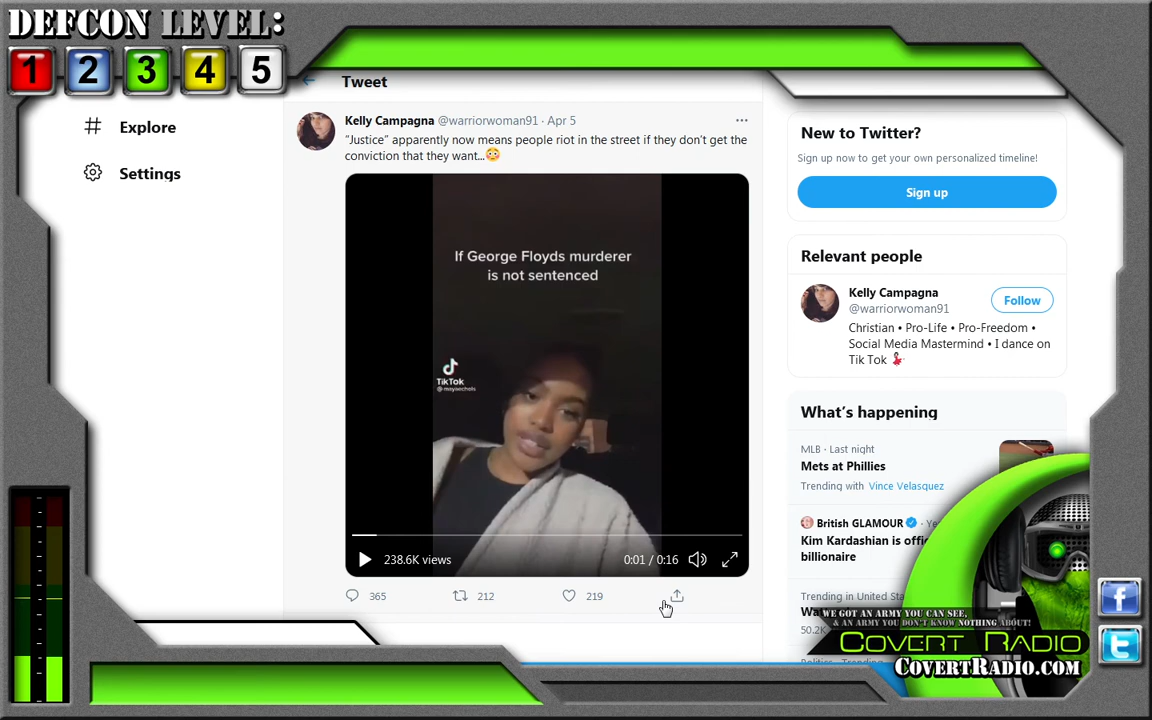 DEFCON LEVEL:
1 2 3 4 5
Tweet
Explore
Settings
Kelly Campagna @warriorwoman91 · Apr 5
“Justice” apparently now means people riot in the street if they don’t get the
conviction that they want...😳
If George Floyds murderer
is not sentenced
TikTok
238.6K views
0:01 / 0:16
365
212
219
New to Twitter?
Sign up now to get your own personalized timeline!
Sign up
Relevant people
Kelly Campagna
@warriorwoman91
Follow
Christian • Pro-Life • Pro-Freedom •
Social Media Mastermind • I dance on
Tik Tok 💃
What’s happening
MLB · Last night
Mets at Phillies
Trending with Vince Velasquez
British GLAMOUR
Kim Kardashian is
billionaire
Trending in United
50.2K
WE GOT AN ARMY YOU CAN SEE,
& AN ARMY YOU DON'T KNOW NOTHING ABOUT!
COVERT RADIO
COVERTRADIO.COM